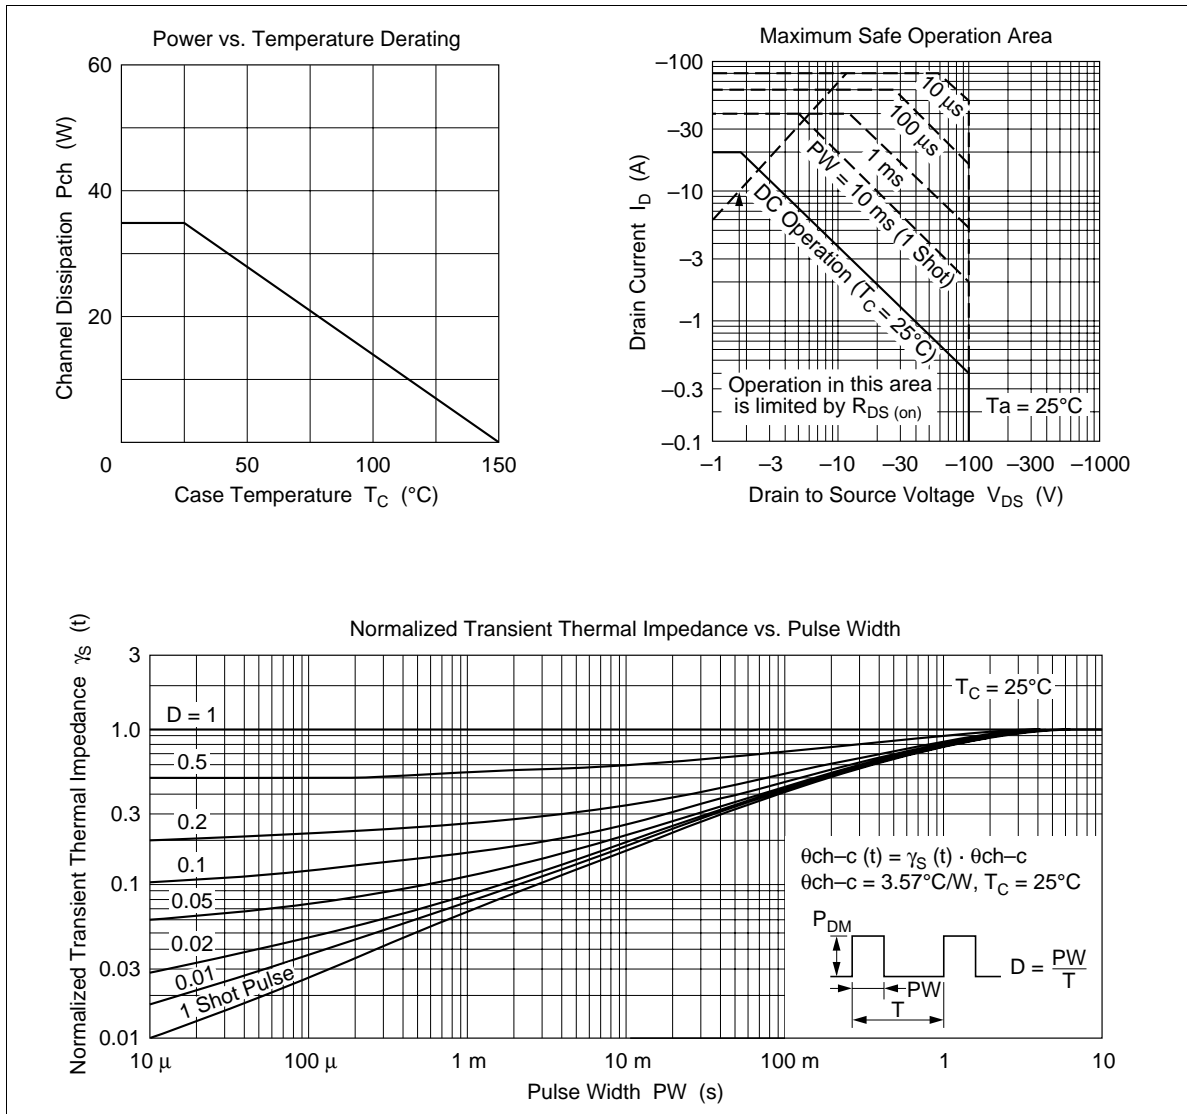 Power vs. Temperature Derating
60
40
20
0
50
100
150
Channel Dissipation Pch (W)
Case Temperature T_C (°C)
Maximum Safe Operation Area
–100
–30
–10
–3
–1
–0.3
–0.1
–1
–3
–10
–30
–100
–300
–1000
Drain Current I_D (A)
Drain to Source Voltage V_DS (V)
10 μs
100 μs
1 ms
PW = 10 ms (1 Shot)
DC Operation (T_C = 25°C)
Operation in this area
is limited by R_DS (on)
Ta = 25°C
Normalized Transient Thermal Impedance vs. Pulse Width
3
1.0
0.3
0.1
0.03
0.01
10 μ
100 μ
1 m
10 m
100 m
1
10
Normalized Transient Thermal Impedance γ_S (t)
Pulse Width PW (s)
T_C = 25°C
D = 1
0.5
0.2
0.1
0.05
0.02
0.01
1 Shot Pulse
θch–c (t) = γ_S (t) · θch–c
θch–c = 3.57°C/W, T_C = 25°C
P_DM
PW
T
D = PW
T